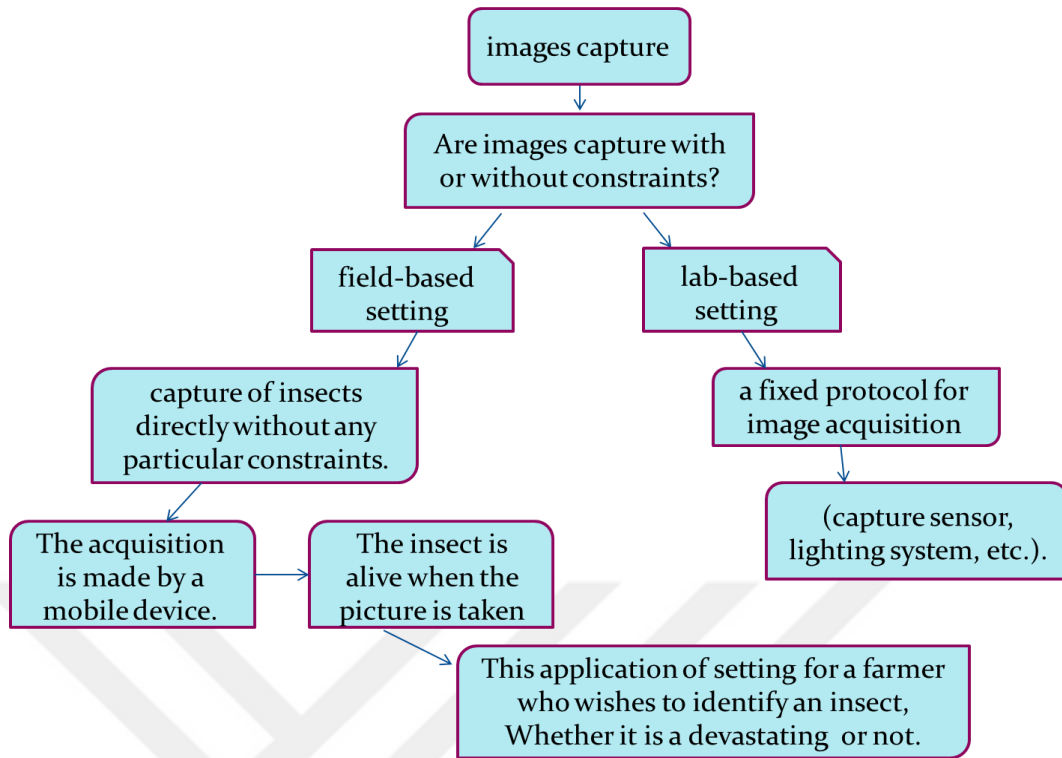 images capture
Are images capture with
or without constraints?
field-based
setting
lab-based
setting
capture of insects
directly without any
particular constraints.
a fixed protocol for
image acquisition
(capture sensor,
lighting system, etc.).
The acquisition
is made by a
mobile device.
The insect is
alive when the
picture is taken
This application of setting for a farmer
who wishes to identify an insect,
Whether it is a devastating or not.